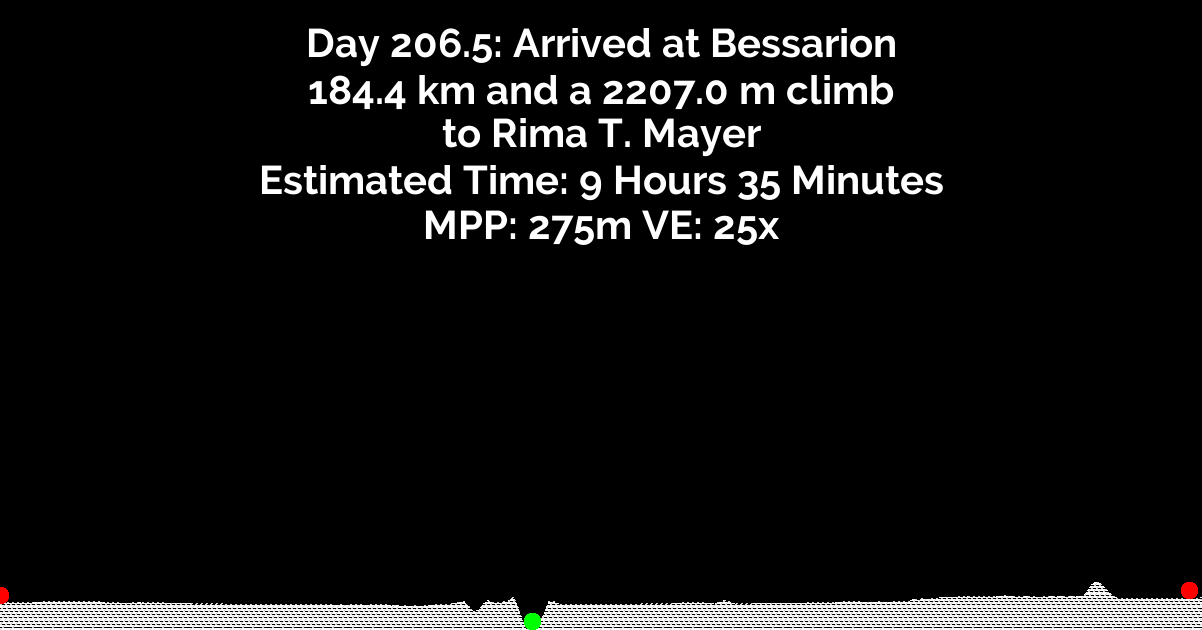 Day 206.5: Arrived at Bessarion
184.4 km and a 2207.0 m climb
to Rima T. Mayer
Estimated Time: 9 Hours 35 Minutes
MPP: 275m VE: 25x